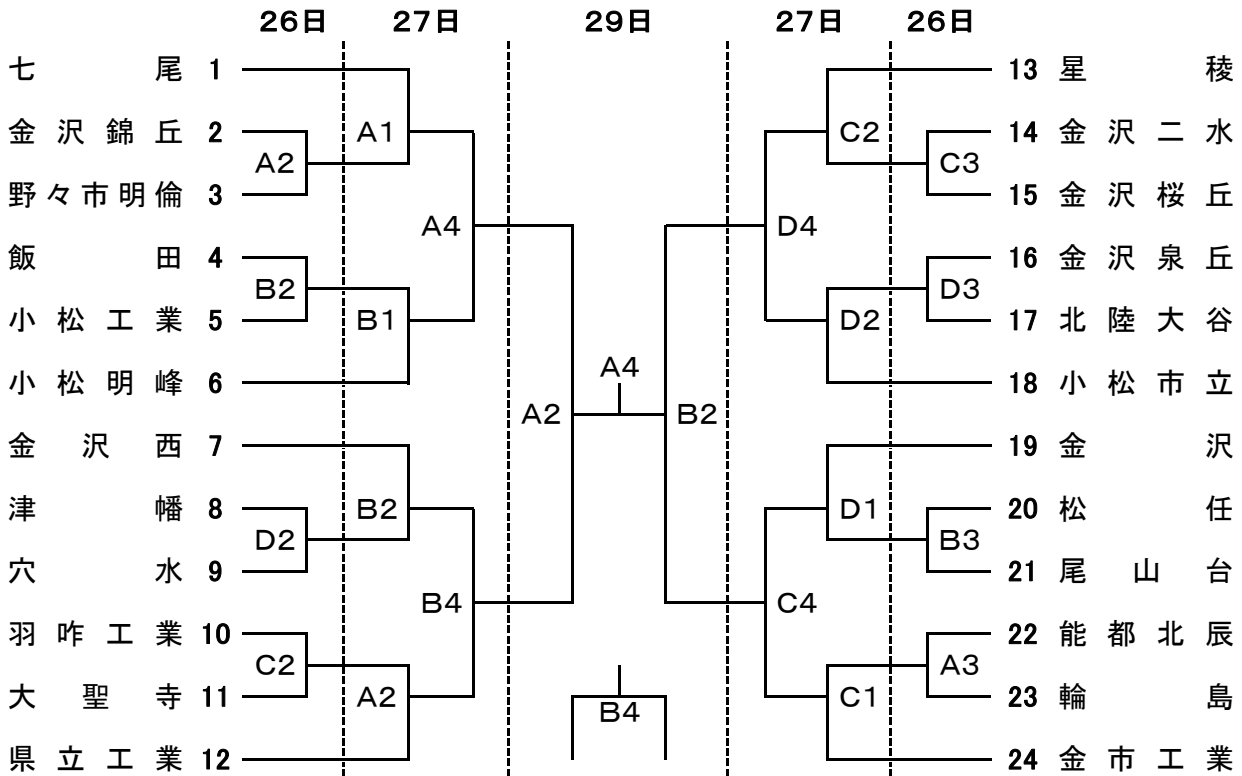 26日 27日 29日 27日 26日
七尾 1 13 星稜
金沢錦丘 2 A1 C2 14 金沢二水
A2 C3
野々市明倫 3 15 金沢桜丘
A4 D4
飯田 4 16 金沢泉丘
B2 D3
小松工業 5 B1 D2 17 北陸大谷
A4
小松明峰 6 18 小松市立
A2 B2
金沢西 7 19 金沢
津幡 8 B2 D1 20 松任
D2 B3
穴水 9 21 尾山台
B4 C4
羽咋工業 10 22 能都北辰
C2 A3
大聖寺 11 A2 C1 23 輪島
B4
県立工業 12 24 金市工業